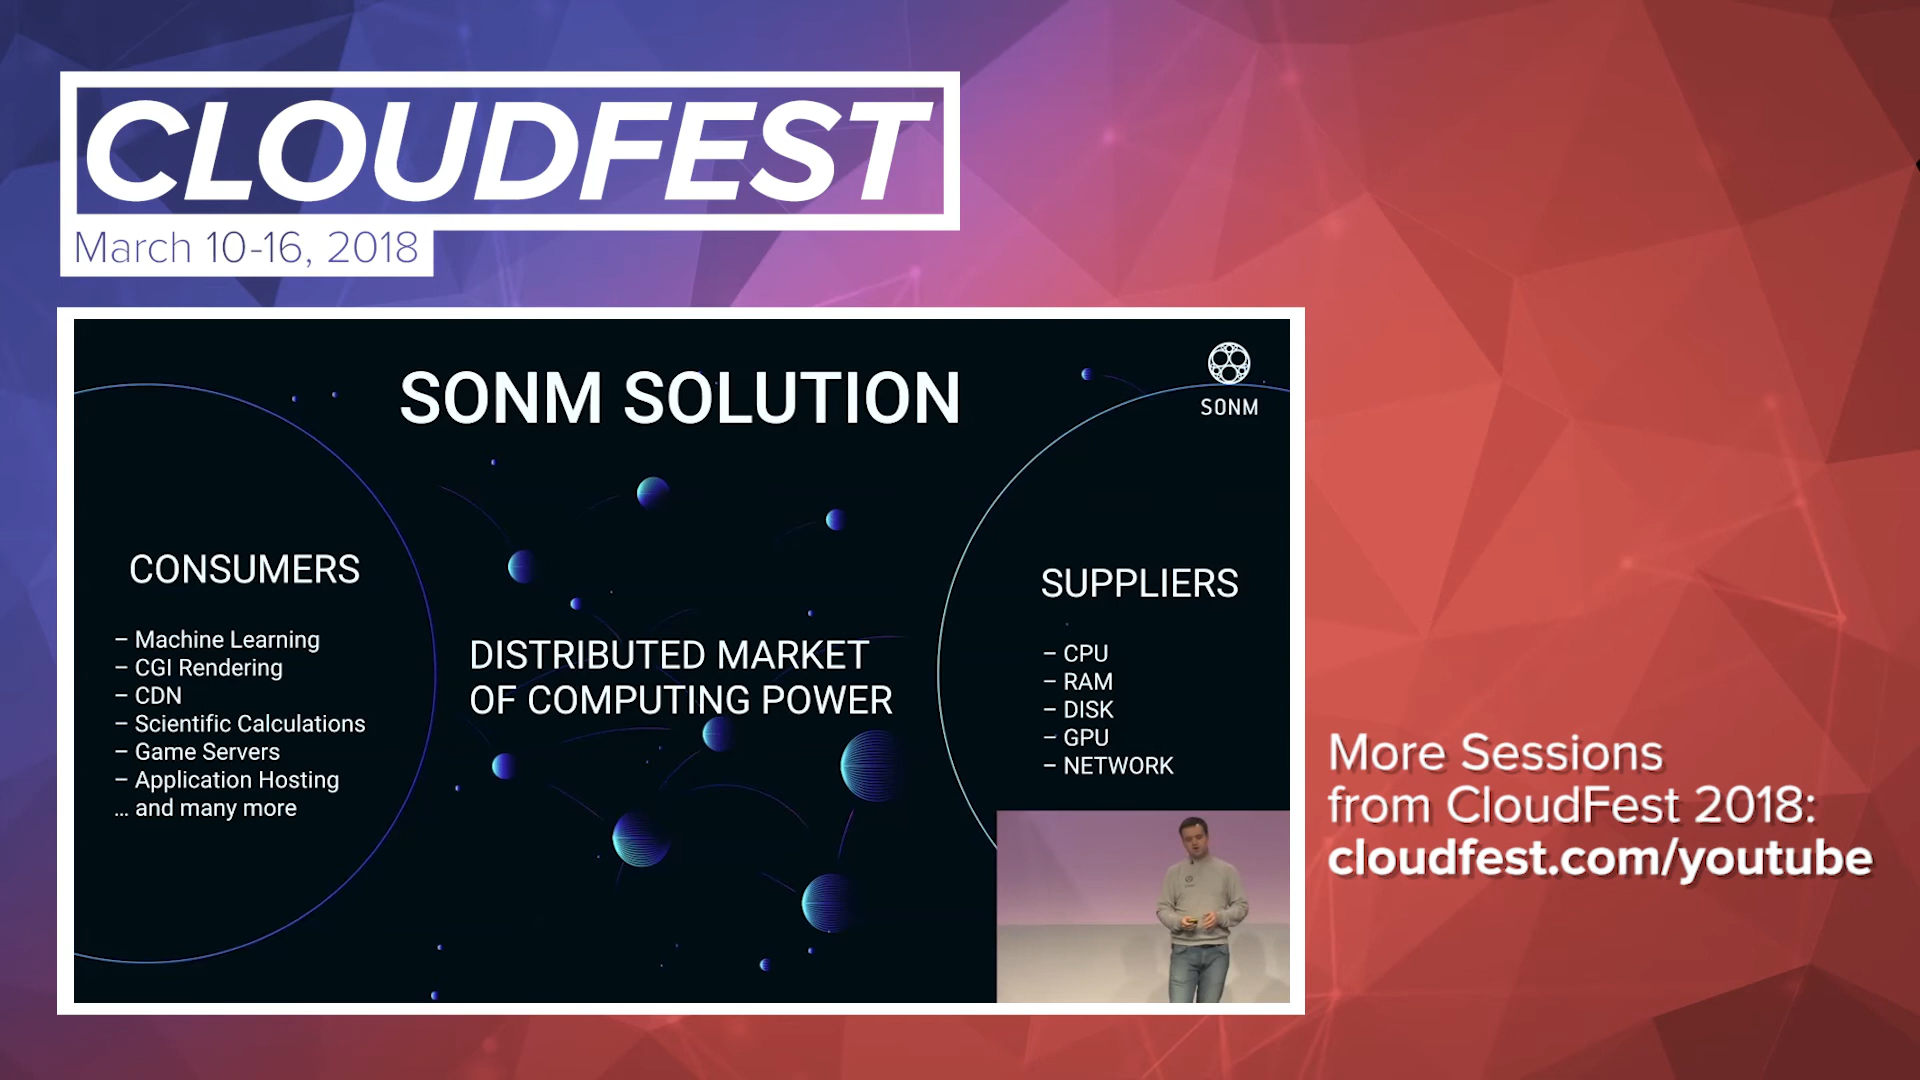 CLOUDFEST
March 10-16, 2018
SONM SOLUTION
SONM
CONSUMERS
– Machine Learning
– CGI Rendering
– CDN
– Scientific Calculations
– Game Servers
– Application Hosting
... and many more
DISTRIBUTED MARKET
OF COMPUTING POWER
SUPPLIERS
– CPU
– RAM
– DISK
– GPU
– NETWORK
More Sessions
from CloudFest 2018:
cloudfest.com/youtube